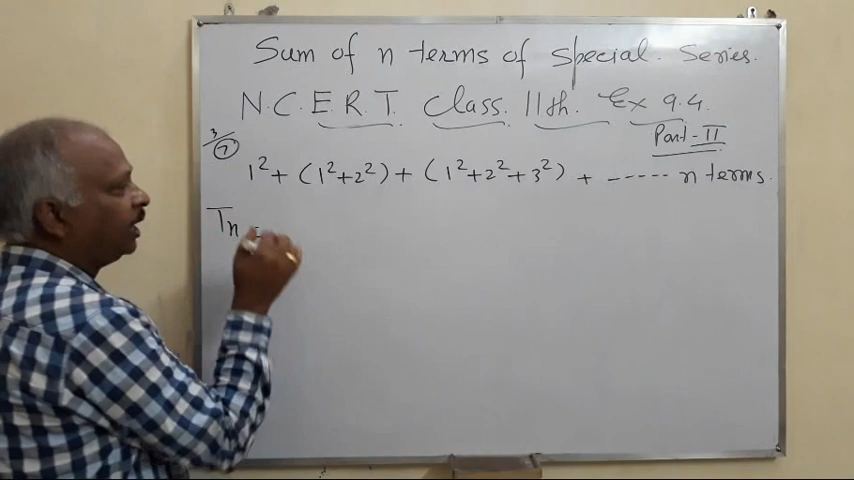 Sum of n terms of special. Series.
N.C.E.R.T. Class. 11th. Ex 9.4.
Part-II
3/7
1²+(1²+2²)+(1²+2²+3²)+------n terms.
Tn =